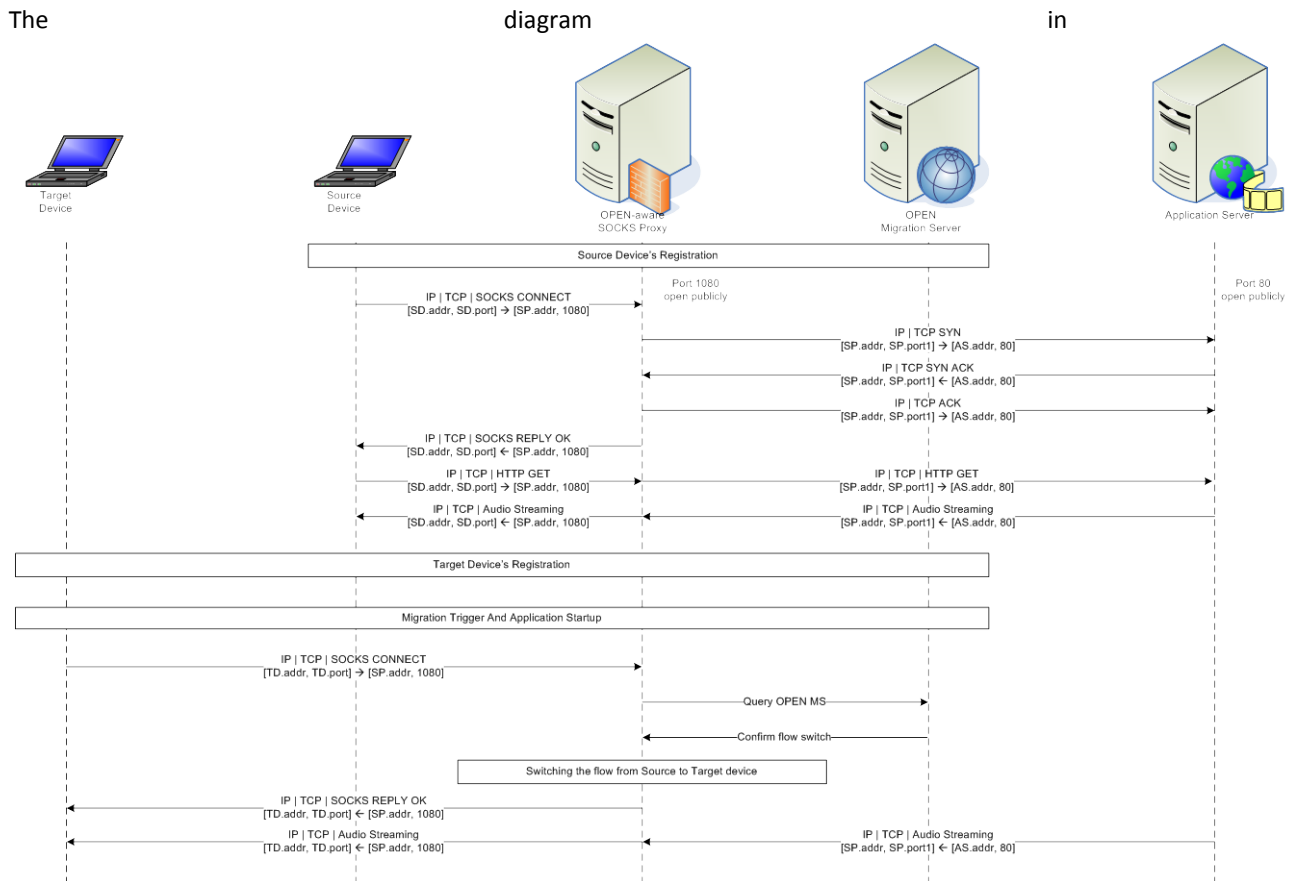 The diagram in
Target
Device
Source
Device
OPEN-aware
SOCKS Proxy
OPEN
Migration Server
Application Server
Source Device's Registration
Port 1080
open publicly
Port 80
open publicly
IP | TCP | SOCKS CONNECT
[SD.addr, SD.port] → [SP.addr, 1080]
IP | TCP SYN
[SP.addr, SP.port1] → [AS.addr, 80]
IP | TCP SYN ACK
[SP.addr, SP.port1] ← [AS.addr, 80]
IP | TCP ACK
[SP.addr, SP.port1] → [AS.addr, 80]
IP | TCP | SOCKS REPLY OK
[SD.addr, SD.port] ← [SP.addr, 1080]
IP | TCP | HTTP GET
[SD.addr, SD.port] → [SP.addr, 1080]
IP | TCP | HTTP GET
[SP.addr, SP.port1] → [AS.addr, 80]
IP | TCP | Audio Streaming
[SD.addr, SD.port] ← [SP.addr, 1080]
IP | TCP | Audio Streaming
[SP.addr, SP.port1] ← [AS.addr, 80]
Target Device's Registration
Migration Trigger And Application Startup
IP | TCP | SOCKS CONNECT
[TD.addr, TD.port] → [SP.addr, 1080]
Query OPEN MS
Confirm flow switch
Switching the flow from Source to Target device
IP | TCP | SOCKS REPLY OK
[TD.addr, TD.port] ← [SP.addr, 1080]
IP | TCP | Audio Streaming
[TD.addr, TD.port] ← [SP.addr, 1080]
IP | TCP | Audio Streaming
[SP.addr, SP.port1] ← [AS.addr, 80]